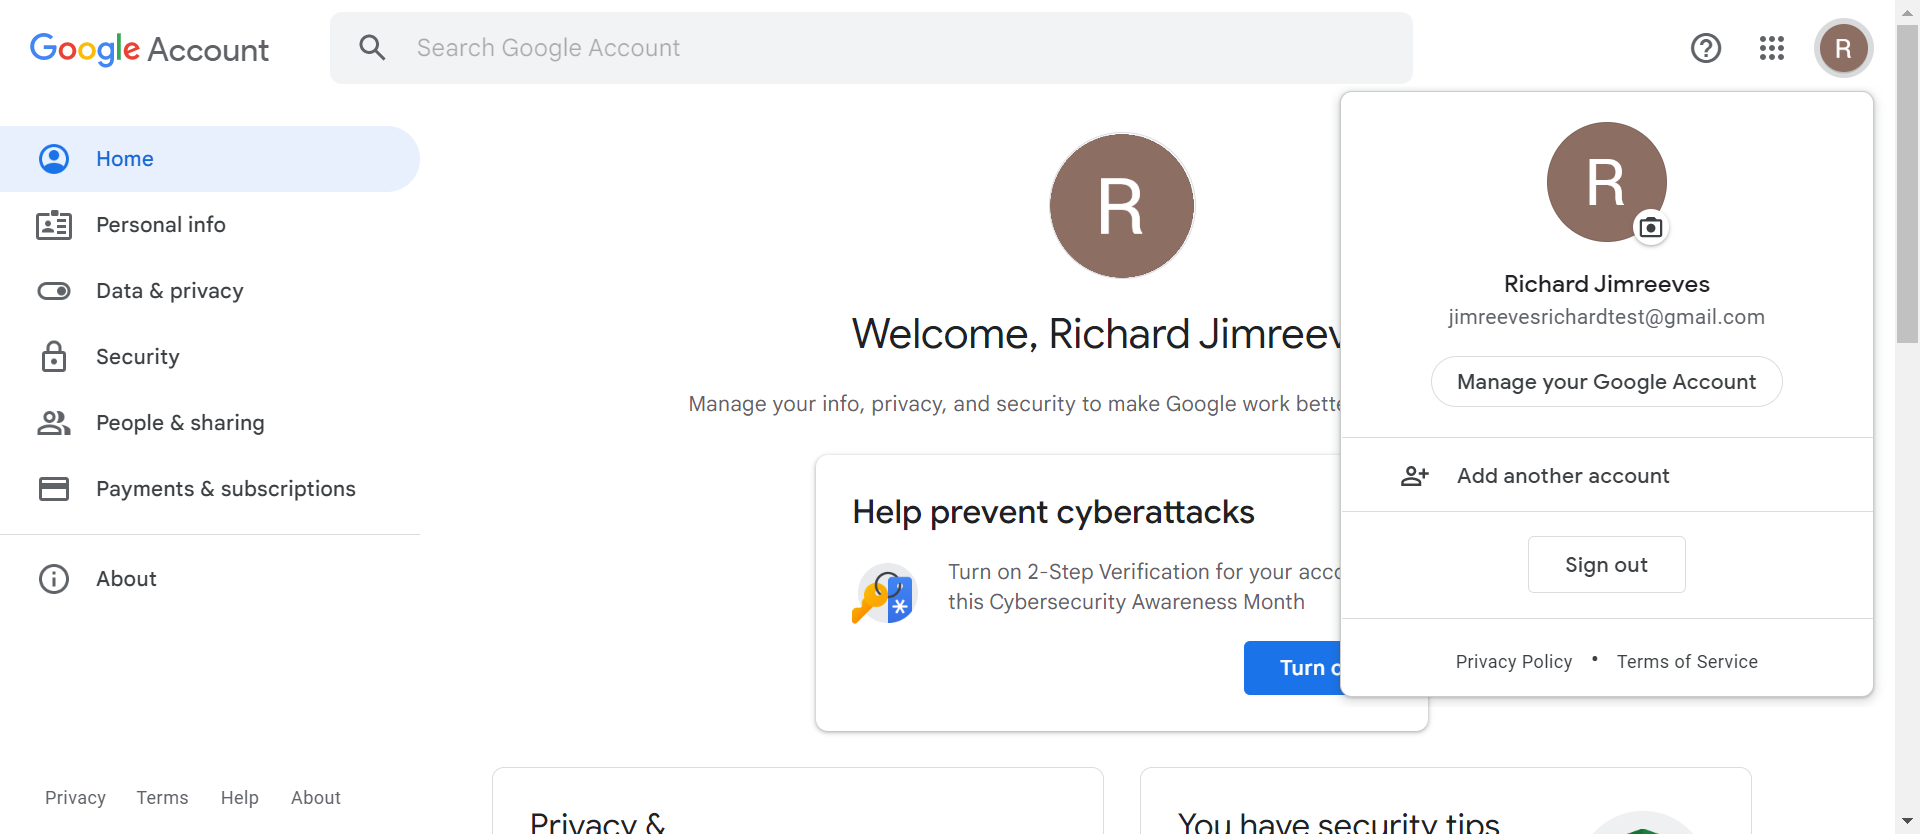 Google Account
Search Google Account
R
Home
Personal info
Data & privacy
Security
People & sharing
Payments & subscriptions
About
Privacy Terms Help About
R
Welcome, Richard Jimreev
Manage your info, privacy, and security to make Google work bette
Help prevent cyberattacks
Turn on 2-Step Verification for your acco
this Cybersecurity Awareness Month
Turn o
Privacy &
You have security tips
R
Richard Jimreeves
jimreevesrichardtest@gmail.com
Manage your Google Account
Add another account
Sign out
Privacy Policy • Terms of Service